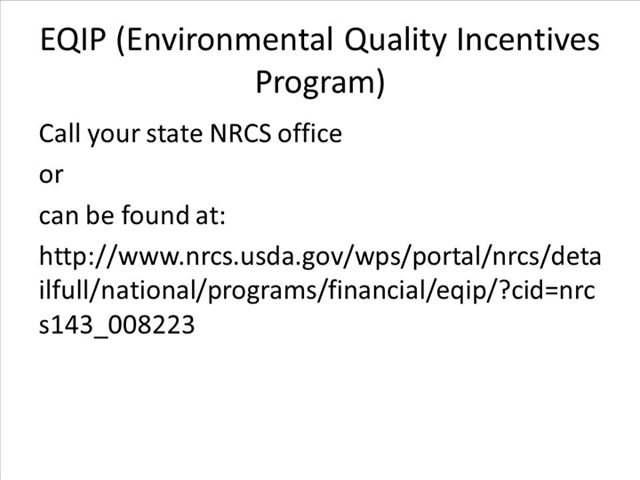 EQIP (Environmental Quality Incentives
Program)
Call your state NRCS office
or
can be found at:
http://www.nrcs.usda.gov/wps/portal/nrcs/deta
ilfull/national/programs/financial/eqip/?cid=nrc
s143_008223